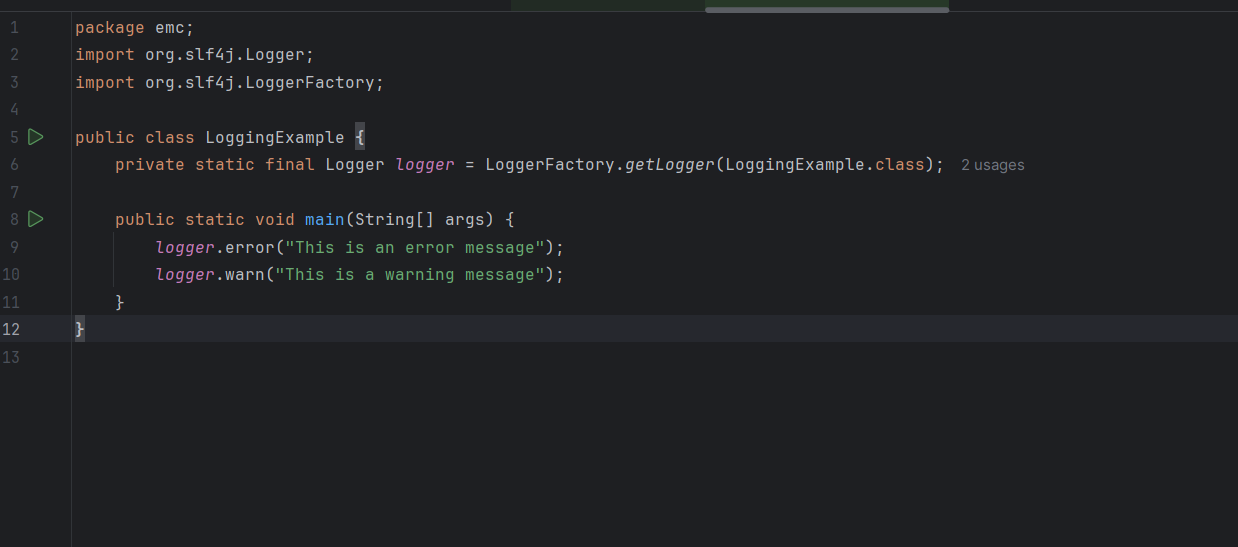 1 package emc;
2 import org.slf4j.Logger;
3 import org.slf4j.LoggerFactory;
4
5 public class LoggingExample {
6     private static final Logger logger = LoggerFactory.getLogger(LoggingExample.class); 2 usages
7
8     public static void main(String[] args) {
9         logger.error("This is an error message");
10         logger.warn("This is a warning message");
11     }
12 }
13